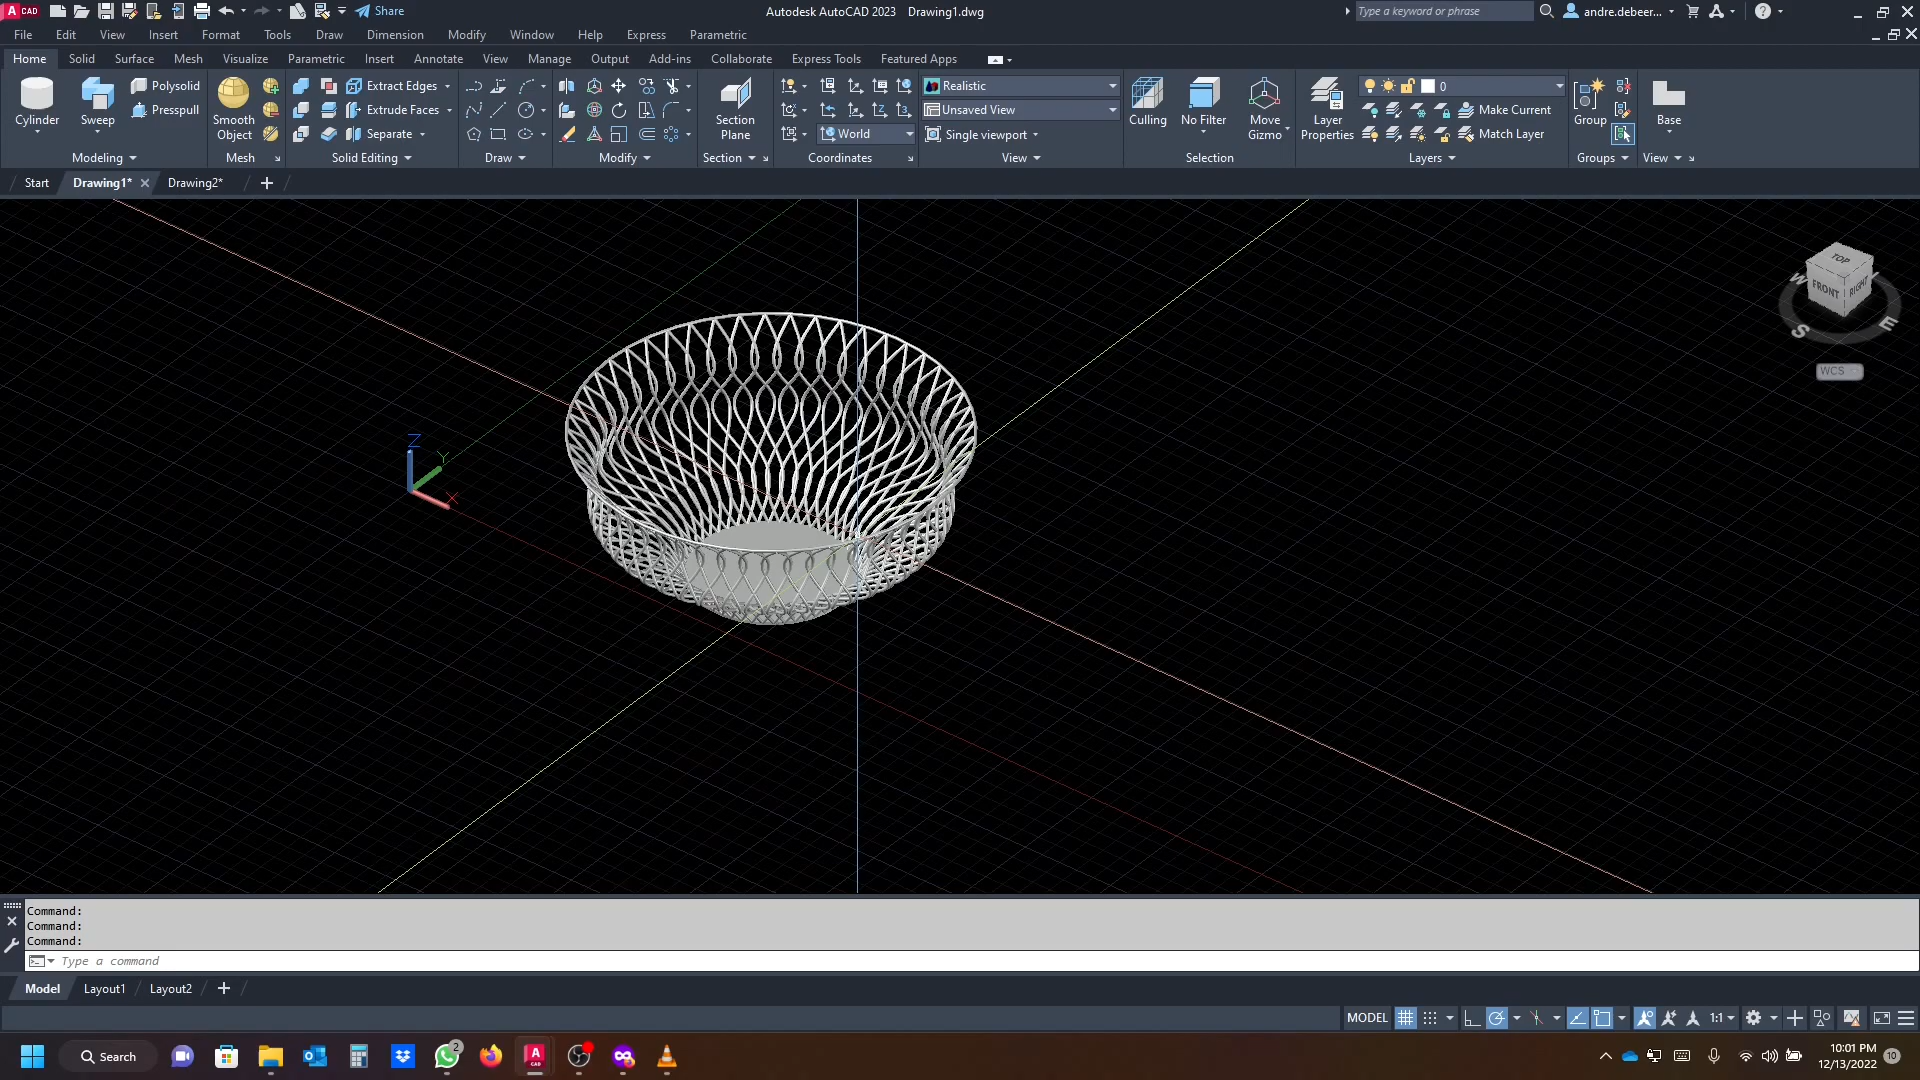 CAD
Share
Autodesk AutoCAD 2023 Drawing1.dwg
Type a keyword or phrase
andre.debeer...
File Edit View Insert Format Tools Draw Dimension Modify Window Help Express Parametric
Home Solid Surface Mesh Visualize Parametric Insert Annotate View Manage Output Add-ins Collaborate Express Tools Featured Apps
Cylinder
Sweep
Polysolid
Presspull
Modeling
Smooth
Object
Mesh
Extract Edges
Extrude Faces
Separate
Solid Editing
Draw
Modify
Section
Plane
Section
World
Coordinates
Realistic
Unsaved View
Single viewport
View
Culling
No Filter
Move
Gizmo
Selection
Layer
Properties
0
Make Current
Match Layer
Layers
Group
Groups
Base
View
Start Drawing1* Drawing2*
TOP
FRONT
RIGHT
W
S
E
WCS
Z
Y
X
Command:
Command:
Command:
Type a command
Model Layout1 Layout2
MODEL
1:1
Search
2
CAD
10:01 PM
12/13/2022
10